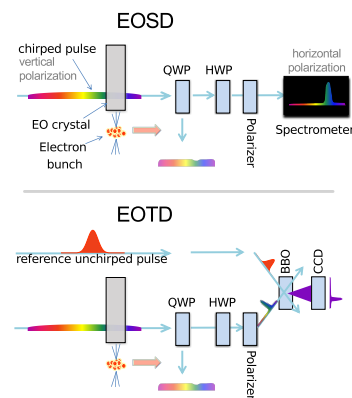 EOSD
chirped pulse
vertical
polarization
horizontal
polarization
QWP
HWP
EO crystal
Electron
bunch
Polarizer
Spectrometer
EOTD
reference unchirped pulse
BBO
CCD
QWP
HWP
Polarizer